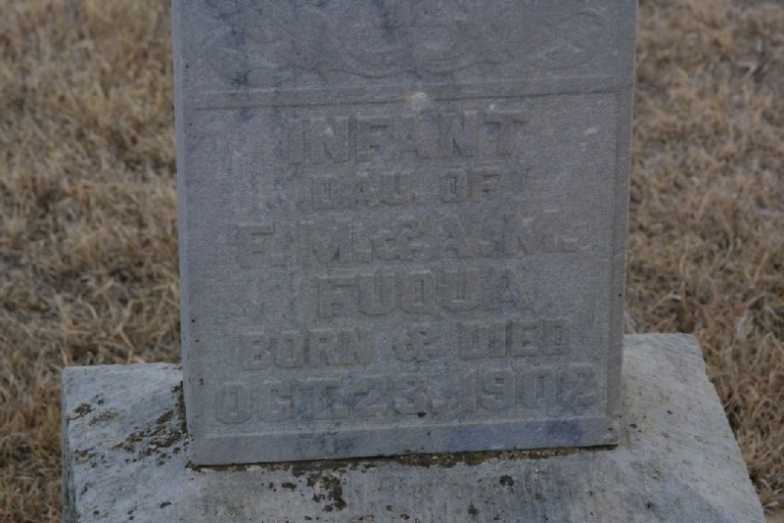 INFANT
DAU. OF
F. M. & A. M.
FUQUA
BORN & DIED
OCT. 23, 1902